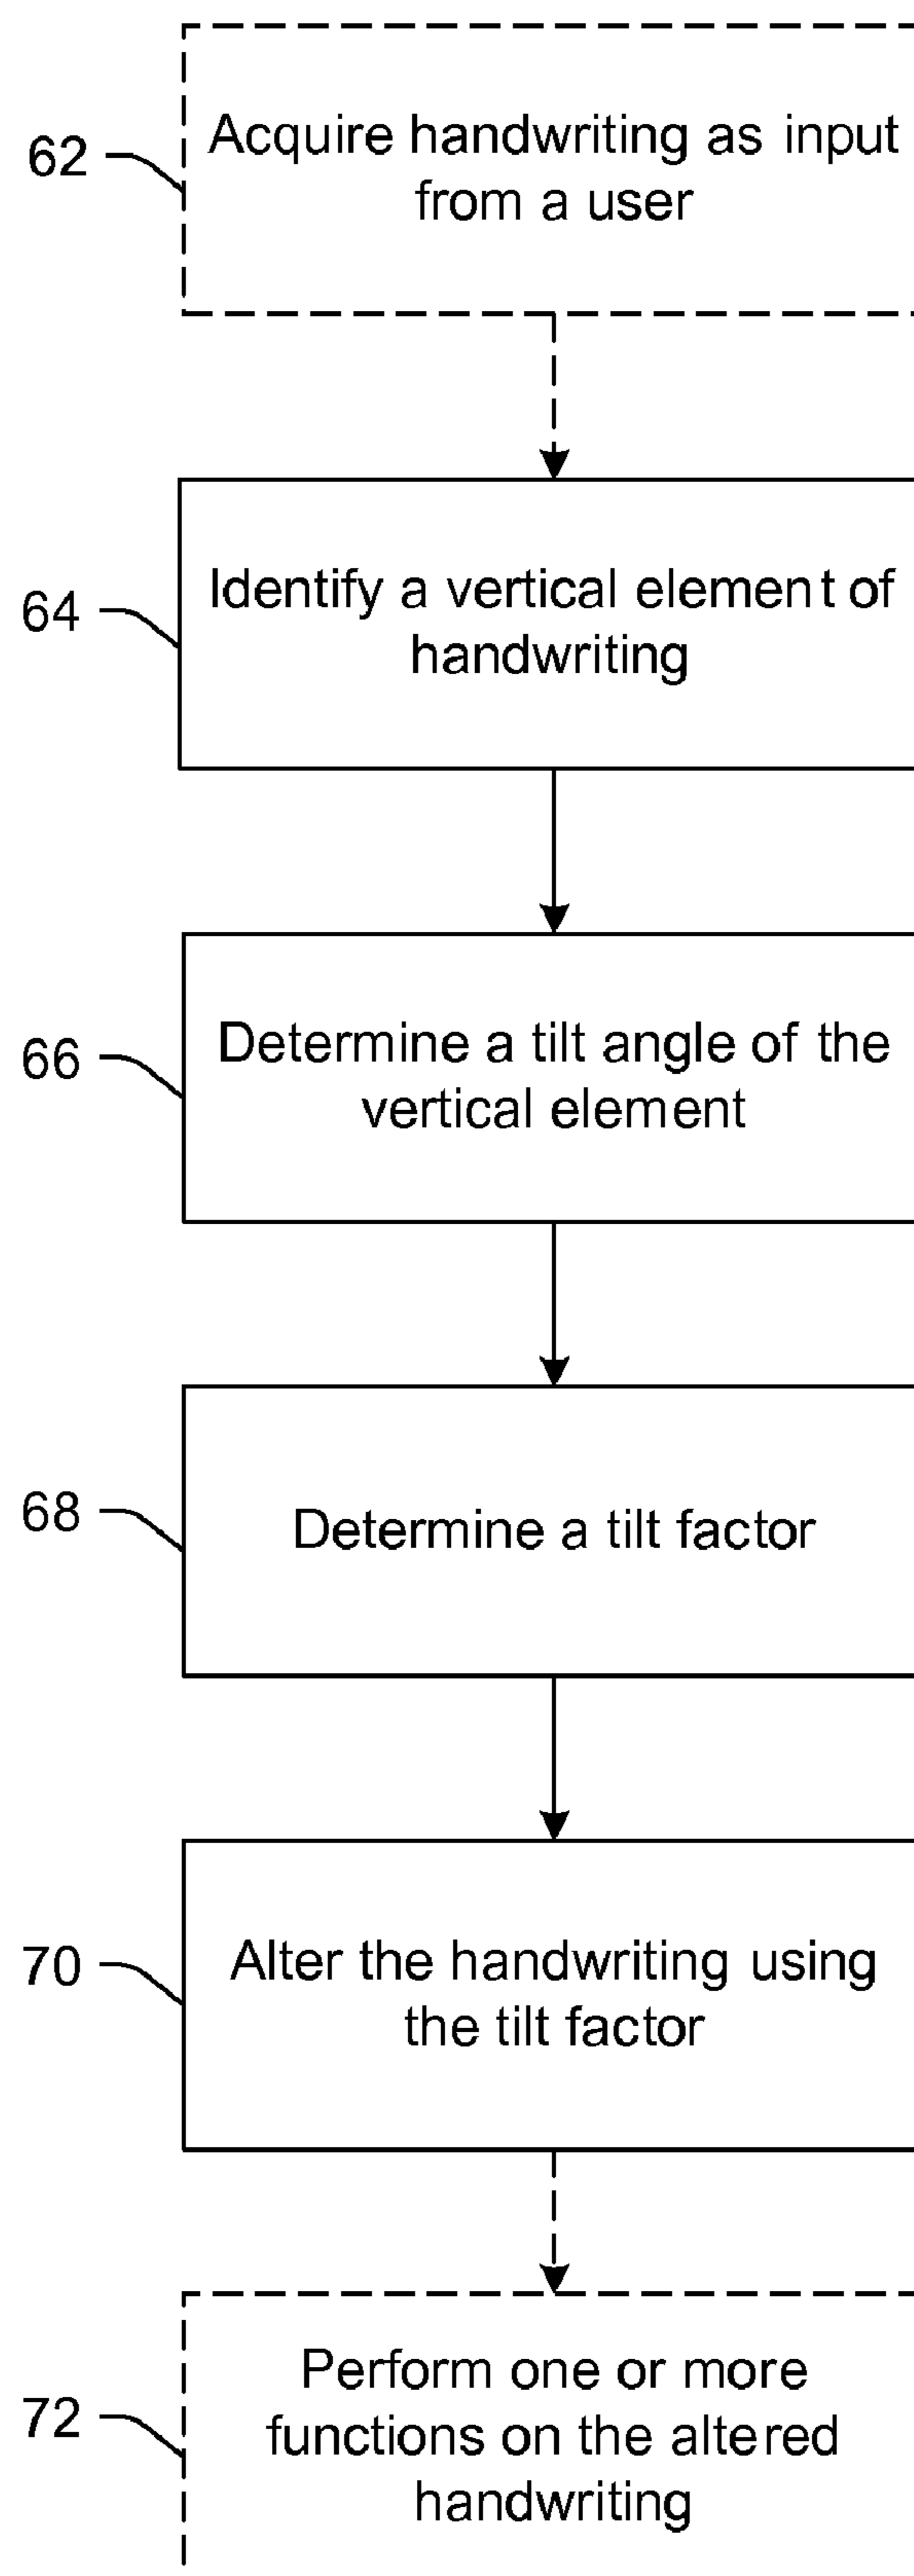 62
Acquire handwriting as input
from a user
64
Identify a vertical element of
handwriting
66
Determine a tilt angle of the
vertical element
68
Determine a tilt factor
70
Alter the handwriting using
the tilt factor
72
Perform one or more
functions on the altered
handwriting